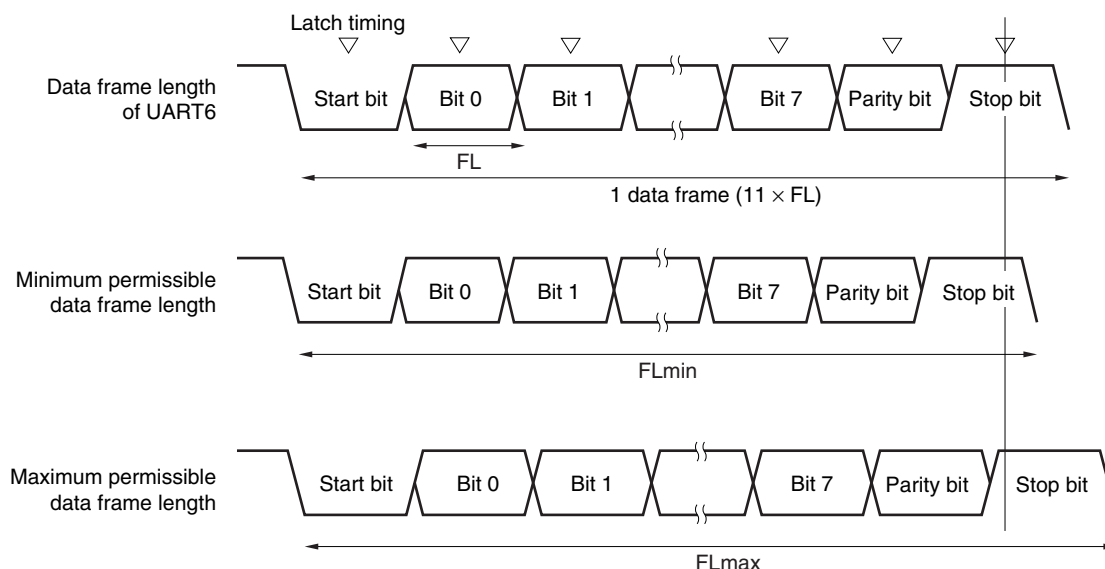 Latch timing
Data frame length
of UART6
Start bit Bit 0 Bit 1 Bit 7 Parity bit Stop bit
FL
1 data frame (11 × FL)
Minimum permissible
data frame length
Start bit Bit 0 Bit 1 Bit 7 Parity bit Stop bit
FLmin
Maximum permissible
data frame length
Start bit Bit 0 Bit 1 Bit 7 Parity bit Stop bit
FLmax